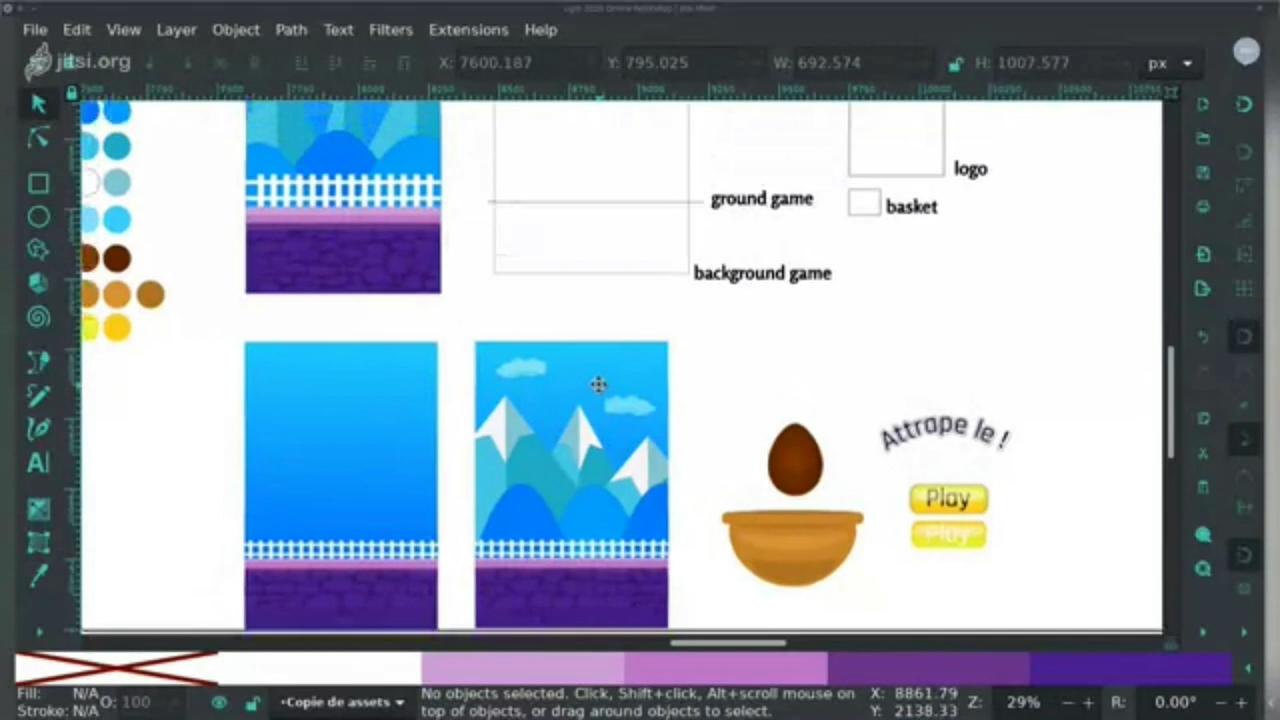 File Edit View Layer Object Path Text Filters Extensions Help
jitsi.org
X: 7600.187 Y: 795.025 W: 692.574 H: 1007.577 px
logo
ground game
basket
background game
Attrape le !
Play
Play
Fill: N/A O: 100 •Copie de assets No objects selected. Click, Shift+click, Alt+scroll mouse on X: 8861.79 Z: 29% R: 0.00°
Stroke: N/A top of objects, or drag around objects to select. Y: 2138.33